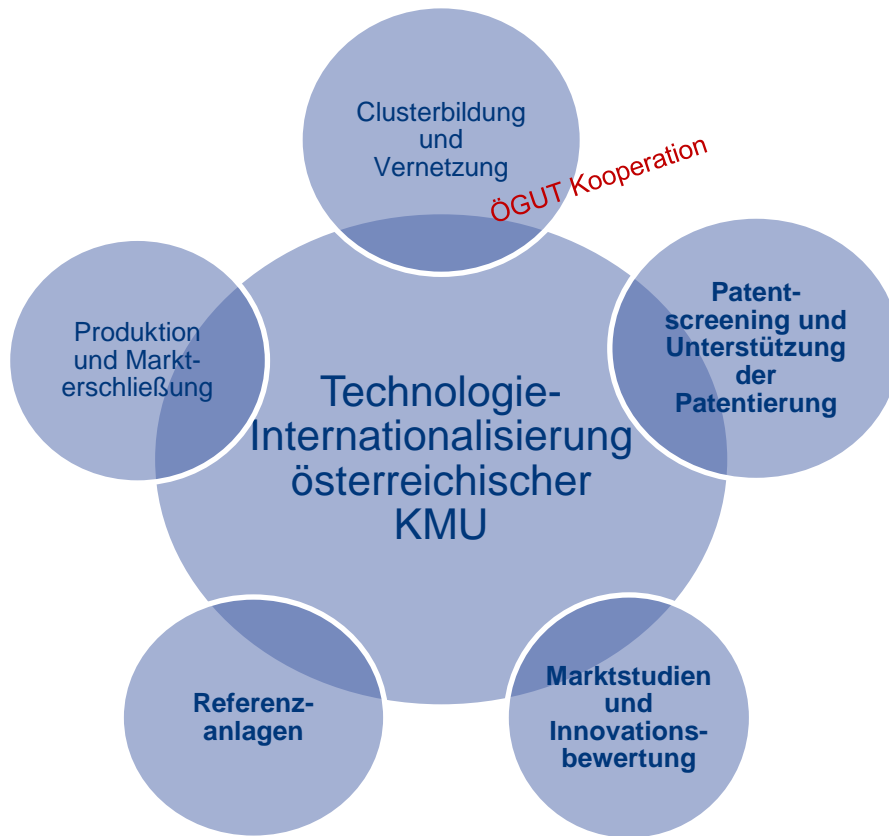 Clusterbildung
und
Vernetzung
ÖGUT Kooperation
Patent-
screening und
Unterstützung
der
Patentierung
Produktion
und Markt-
erschließung
Technologie-
Internationalisierung
österreichischer
KMU
Referenz-
anlagen
Marktstudien
und
Innovations-
bewertung